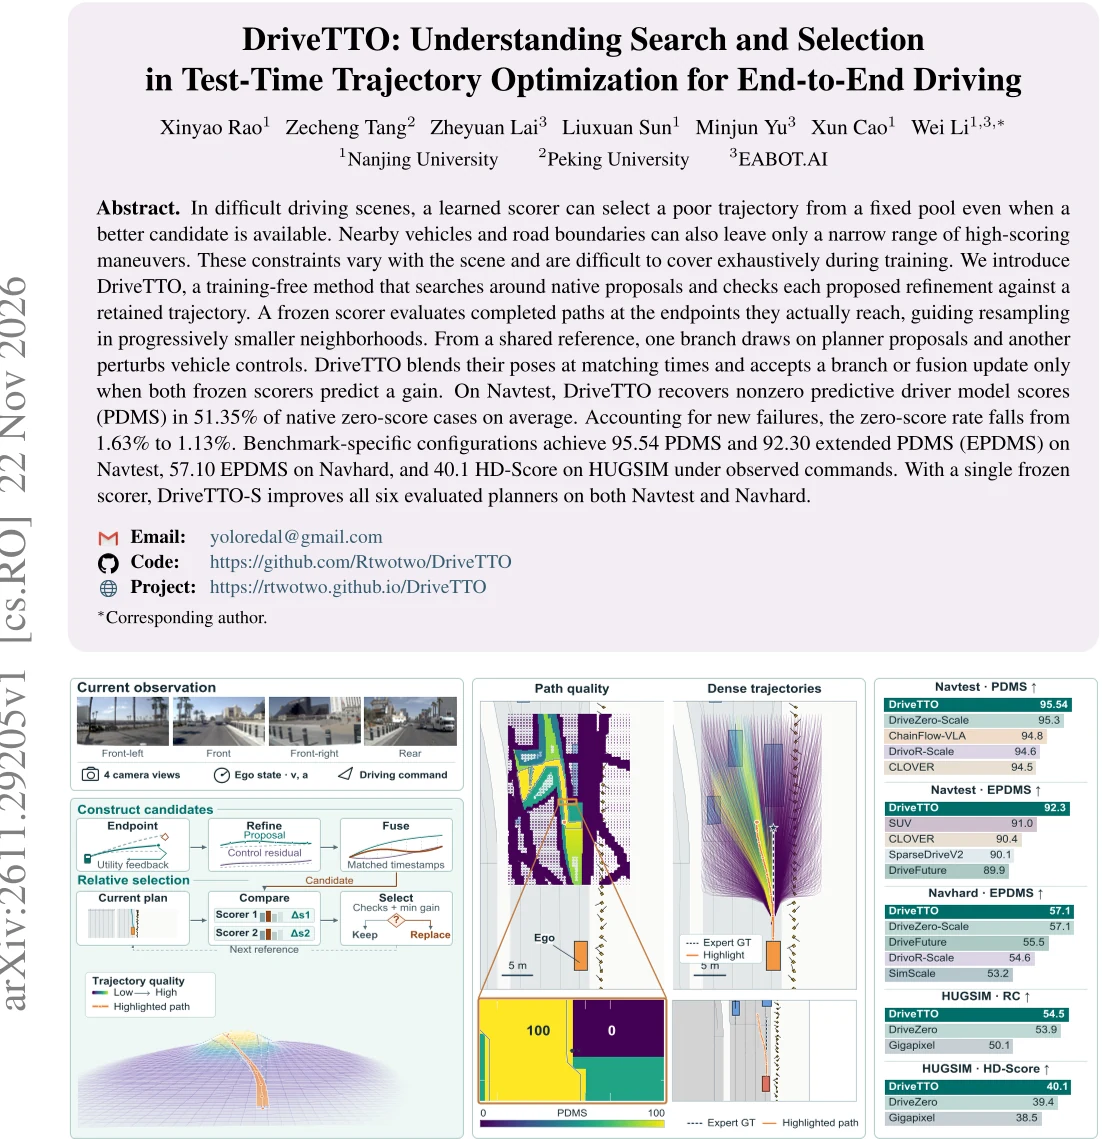 DriveTTO: Understanding Search and Selection
in Test-Time Trajectory Optimization for End-to-End Driving
Xinyao Rao1 Zecheng Tang2 Zheyuan Lai3 Liuxuan Sun1 Minjun Yu3 Xun Cao1 Wei Li1,3,*
1Nanjing University 2Peking University 3EABOT.AI
Abstract. In difficult driving scenes, a learned scorer can select a poor trajectory from a fixed pool even when a
better candidate is available. Nearby vehicles and road boundaries can also leave only a narrow range of high-scoring
maneuvers. These constraints vary with the scene and are difficult to cover exhaustively during training. We introduce
DriveTTO, a training-free method that searches around native proposals and checks each proposed refinement against a
retained trajectory. A frozen scorer evaluates completed paths at the endpoints they actually reach, guiding resampling
in progressively smaller neighborhoods. From a shared reference, one branch draws on planner proposals and another
perturbs vehicle controls. DriveTTO blends their poses at matching times and accepts a branch or fusion update only
when both frozen scorers predict a gain. On Navtest, DriveTTO recovers nonzero predictive driver model scores
(PDMS) in 51.35% of native zero-score cases on average. Accounting for new failures, the zero-score rate falls from
1.63% to 1.13%. Benchmark-specific configurations achieve 95.54 PDMS and 92.30 extended PDMS (EPDMS) on
Navtest, 57.10 EPDMS on Navhard, and 40.1 HD-Score on HUGSIM under observed commands. With a single frozen
scorer, DriveTTO-S improves all six evaluated planners on both Navtest and Navhard.
Email: yoloredal@gmail.com
Code: https://github.com/Rtwotwo/DriveTTO
Project: https://rtwotwo.github.io/DriveTTO
*Corresponding author.
arXiv:2611.29205v1 [cs.RO] 22 Nov 2026
Current observation
Front-left Front Front-right Rear
4 camera views Ego state · v, a Driving command
Construct candidates
Endpoint
Utility feedback
Refine
Proposal
Control residual
Fuse
Matched timestamps
Relative selection
Candidate
Current plan
Compare
Scorer 1 Δs1
Scorer 2 Δs2
Select
Checks + min gain
?
Keep Replace
Next reference
Trajectory quality
Low → High
Highlighted path
Path quality
Ego
5 m
100 0
0 PDMS 100
Dense trajectories
Expert GT
Highlight
5 m
Expert GT Highlighted path
Navtest · PDMS ↑
DriveTTO 95.54
DriveZero-Scale 95.3
ChainFlow-VLA 94.8
DrivoR-Scale 94.6
CLOVER 94.5
Navtest · EPDMS ↑
DriveTTO 92.3
SUV 91.0
CLOVER 90.4
SparseDriveV2 90.1
DriveFuture 89.9
Navhard · EPDMS ↑
DriveTTO 57.1
DriveZero-Scale 57.1
DriveFuture 55.5
DrivoR-Scale 54.6
SimScale 53.2
HUGSIM · RC ↑
DriveTTO 54.5
DriveZero 53.9
Gigapixel 50.1
HUGSIM · HD-Score ↑
DriveTTO 40.1
DriveZero 39.4
Gigapixel 38.5